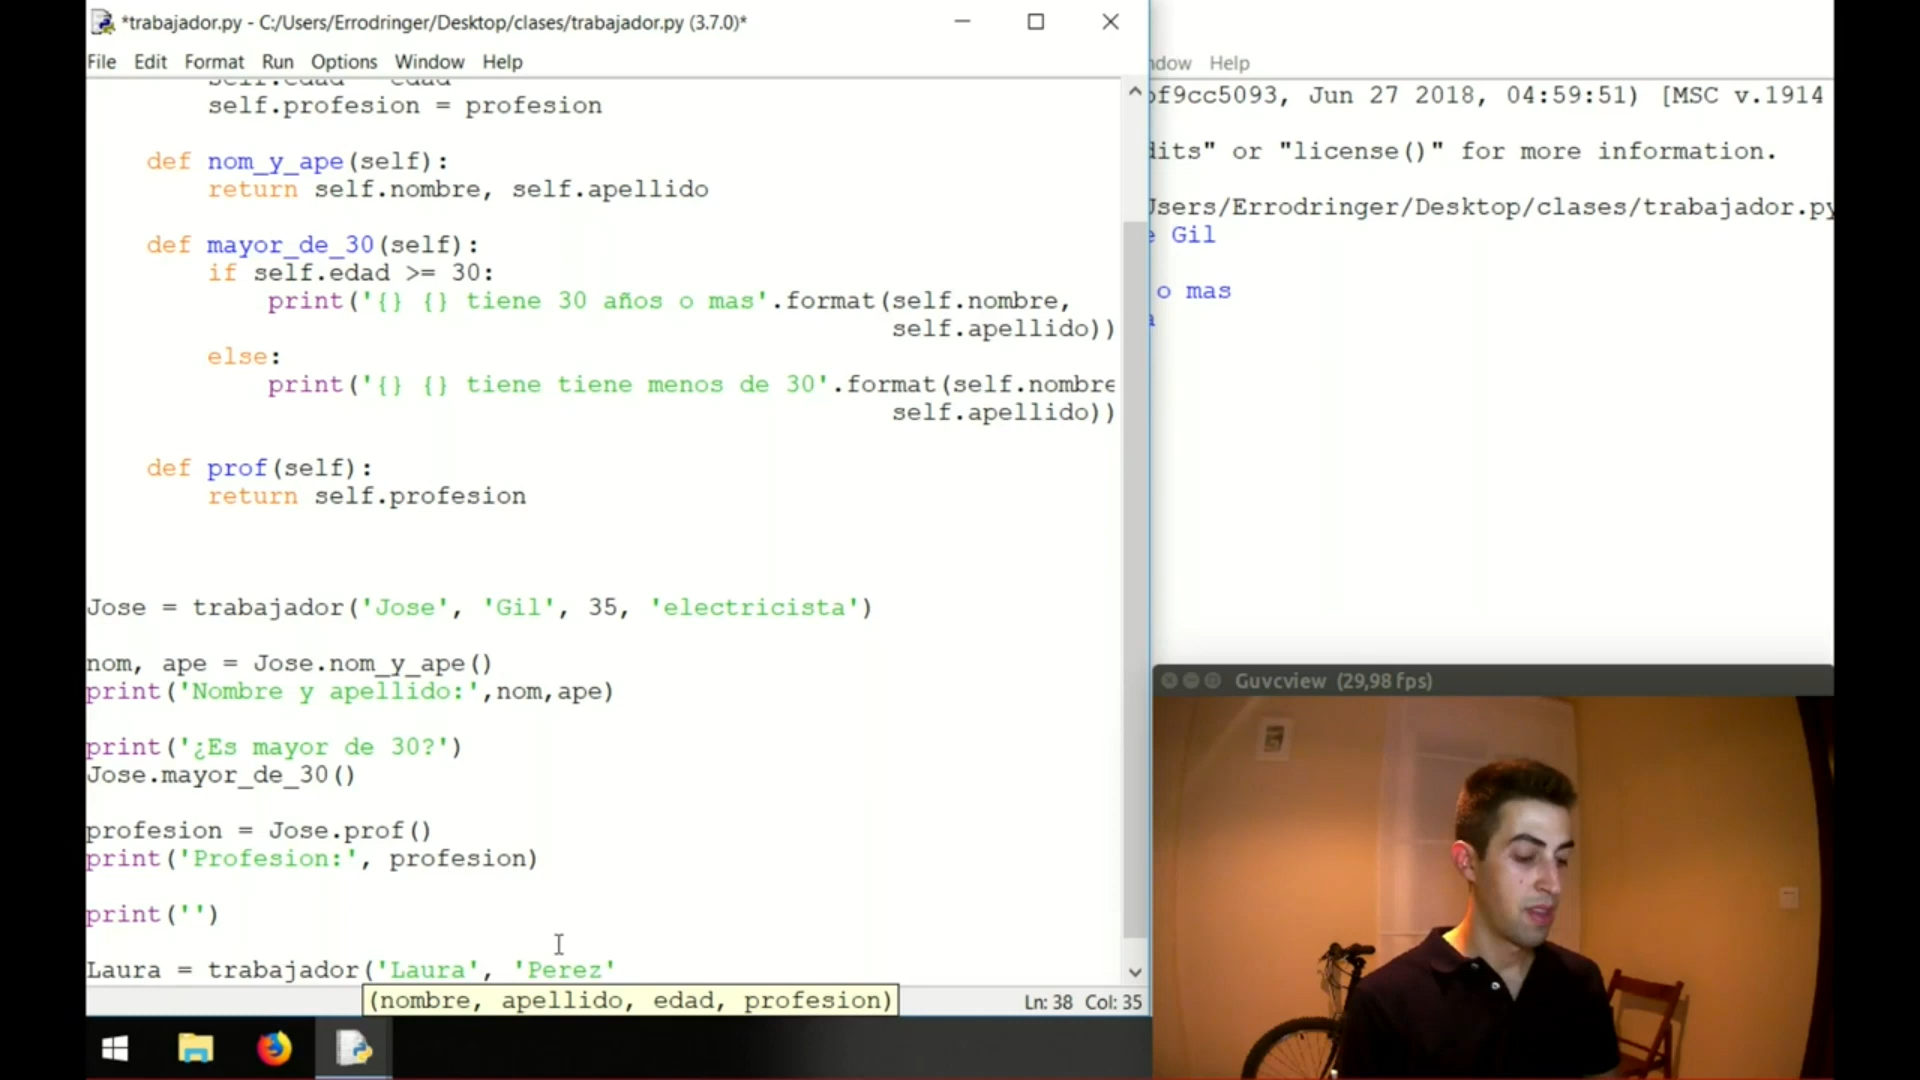 *trabajador.py - C:/Users/Errodringer/Desktop/clases/trabajador.py (3.7.0)*
File Edit Format Run Options Window Help
self.edad = edad
self.profesion = profesion
def nom_y_ape(self):
return self.nombre, self.apellido
def mayor_de_30(self):
if self.edad >= 30:
print('{} {} tiene 30 años o mas'.format(self.nombre,
self.apellido))
else:
print('{} {} tiene tiene menos de 30'.format(self.nombre
self.apellido))
def prof(self):
return self.profesion
Jose = trabajador('Jose', 'Gil', 35, 'electricista')
nom, ape = Jose.nom_y_ape()
print('Nombre y apellido:',nom,ape)
print('¿Es mayor de 30?')
Jose.mayor_de_30()
profesion = Jose.prof()
print('Profesion:', profesion)
print('')
Laura = trabajador('Laura', 'Perez'
(nombre, apellido, edad, profesion)
Ln: 38 Col: 35
ndow Help
of9cc5093, Jun 27 2018, 04:59:51) [MSC v.1914
dits" or "license()" for more information.
Users/Errodringer/Desktop/clases/trabajador.py
e Gil
o mas
a
Guvcview (29,98 fps)